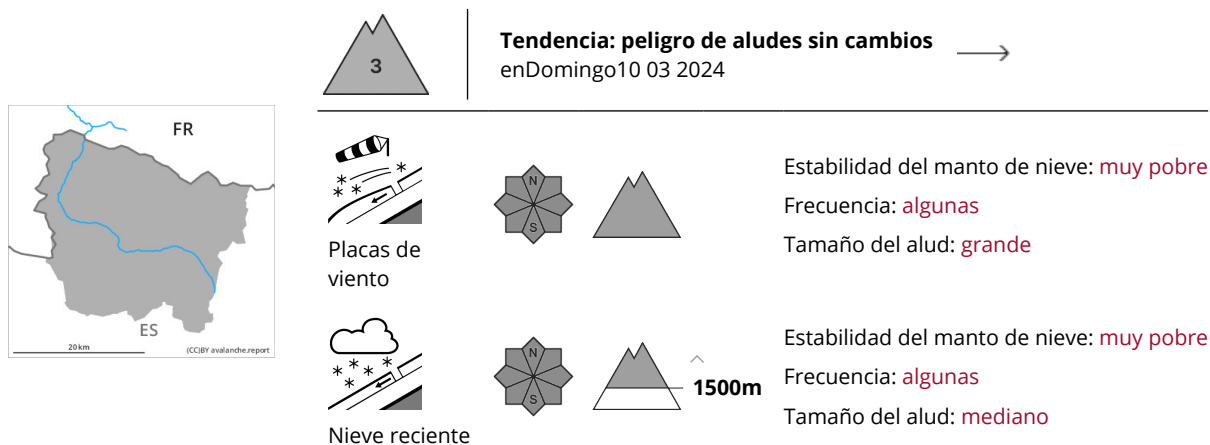 3
Tendencia: peligro de aludes sin cambios
enDomingo10 03 2024
FR
ES
20 km
(CC)BY avalanche.report
N
S
Placas de
viento
Estabilidad del manto de nieve: muy pobre
Frecuencia: algunas
Tamaño del alud: grande
N
S
1500m
Nieve reciente
Estabilidad del manto de nieve: muy pobre
Frecuencia: algunas
Tamaño del alud: mediano